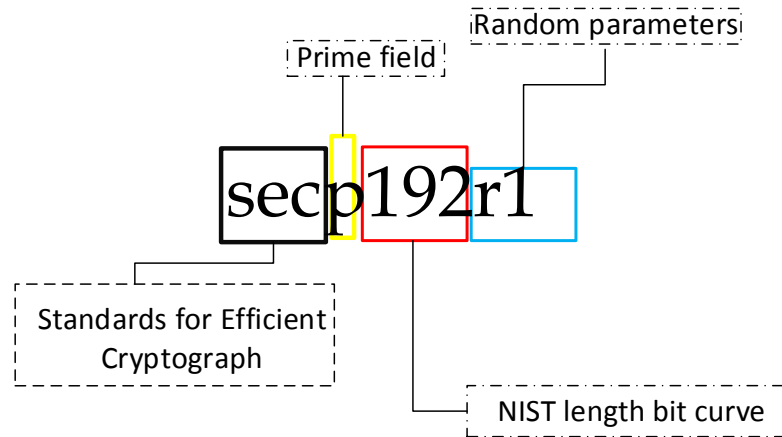 Random parameters
Prime field
secp192r1
Standards for Efficient
Cryptograph
NIST length bit curve